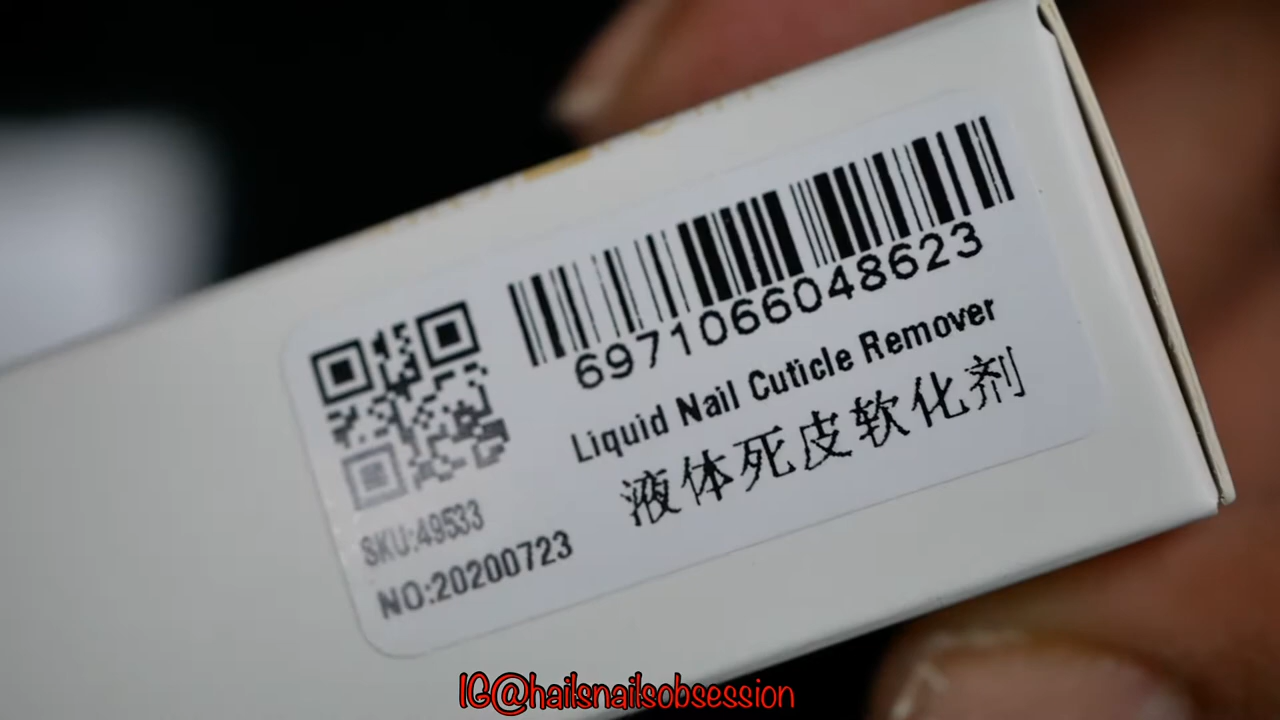 6971066048623
Liquid Nail Cuticle Remover
液体死皮软化剂
SKU:49533
NO:20200723
IG@hailsnailsobsession